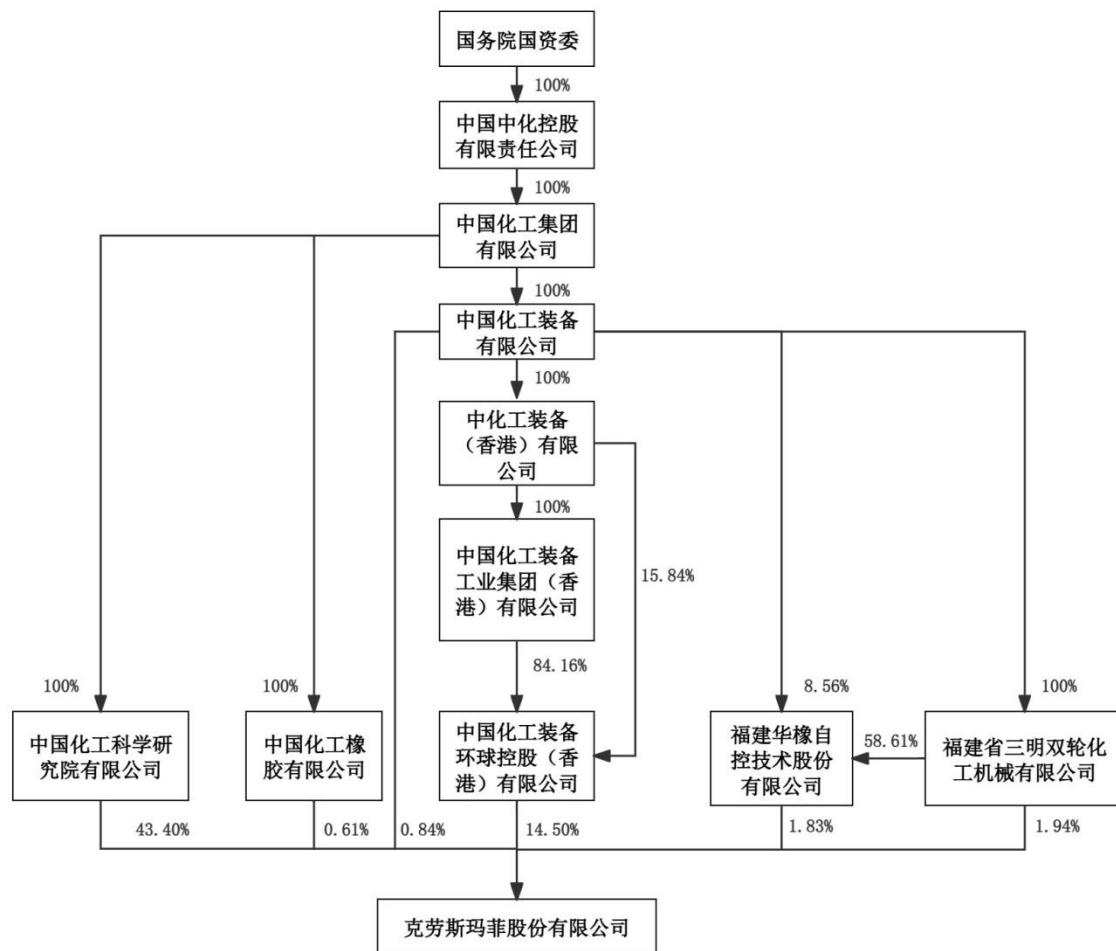 国务院国资委
100%
中国中化控股
有限责任公司
100%
中国化工集团
有限公司
100%
中国化工装备
有限公司
100%
中化工装备
（香港）有限
公司
100%
中国化工装备
工业集团（香
港）有限公司
15.84%
84.16%
100%
100%
8.56%
100%
中国化工科学研
究院有限公司
中国化工橡
胶有限公司
中国化工装备
环球控股（香
港）有限公司
福建华橡自
控技术股份
有限公司
58.61%
福建省三明双轮化
工机械有限公司
43.40%
0.61%
0.84%
14.50%
1.83%
1.94%
克劳斯玛菲股份有限公司